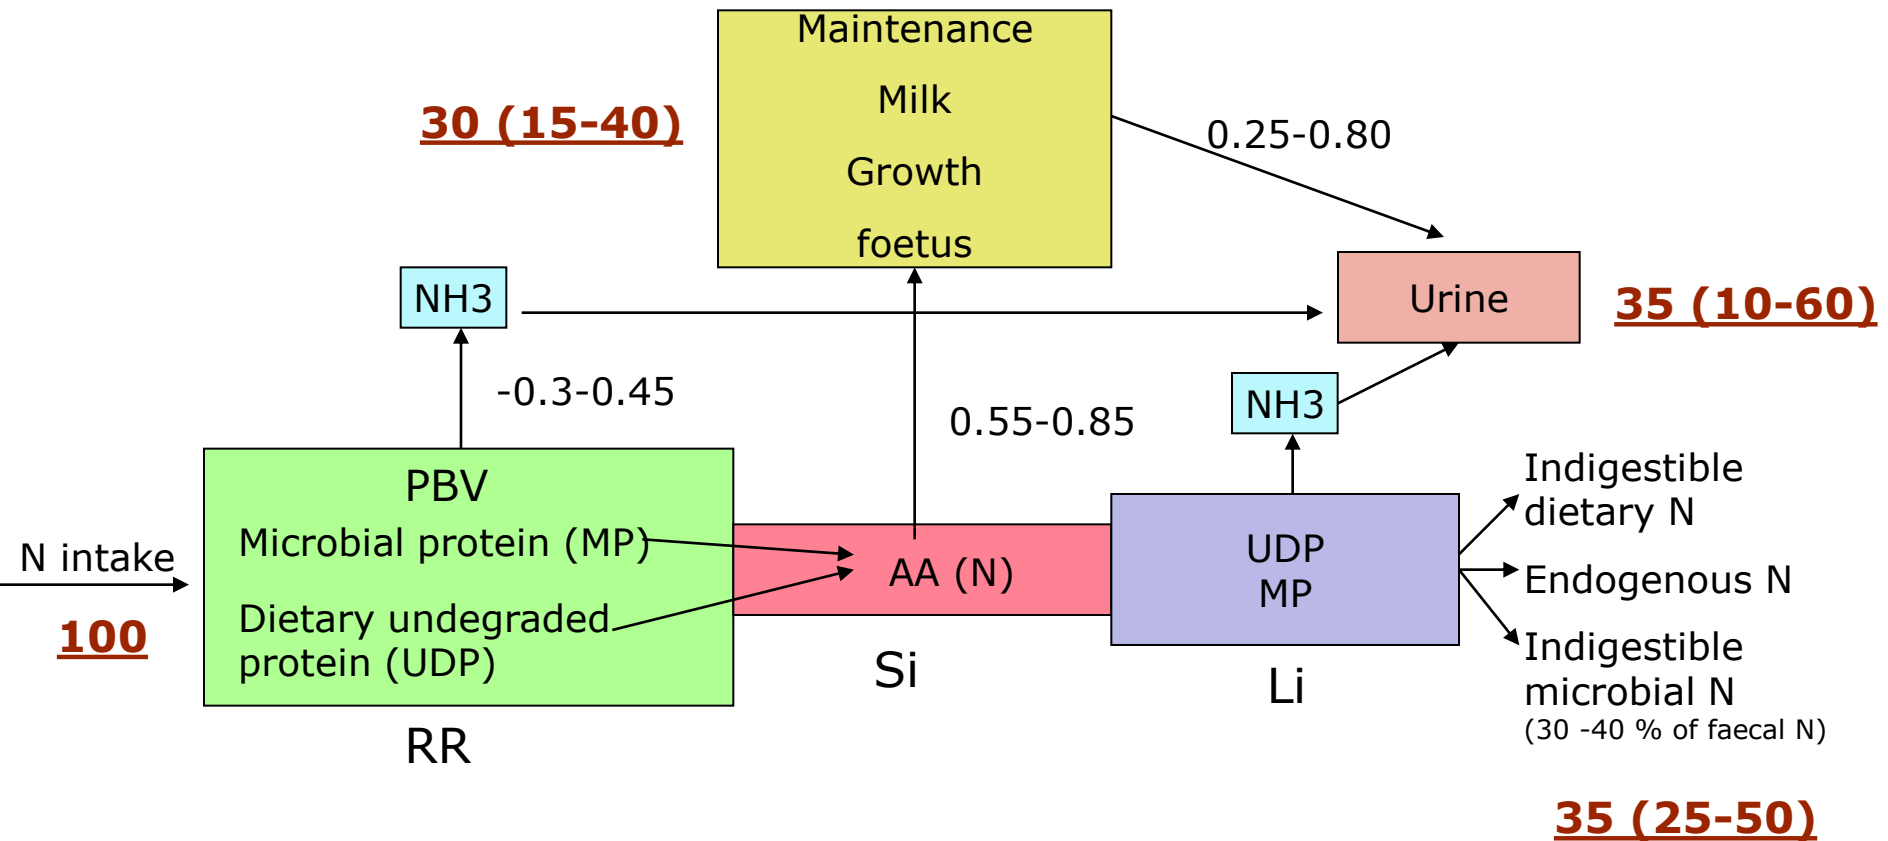 Maintenance
Milk
Growth
foetus
30 (15-40)
0.25-0.80
NH3
Urine
35 (10-60)
-0.3-0.45
0.55-0.85
NH3
N intake
100
PBV
Microbial protein (MP)
Dietary undegraded
protein (UDP)
RR
AA (N)
Si
UDP
MP
Li
Indigestible
dietary N
Endogenous N
Indigestible
microbial N
(30 -40 % of faecal N)
35 (25-50)